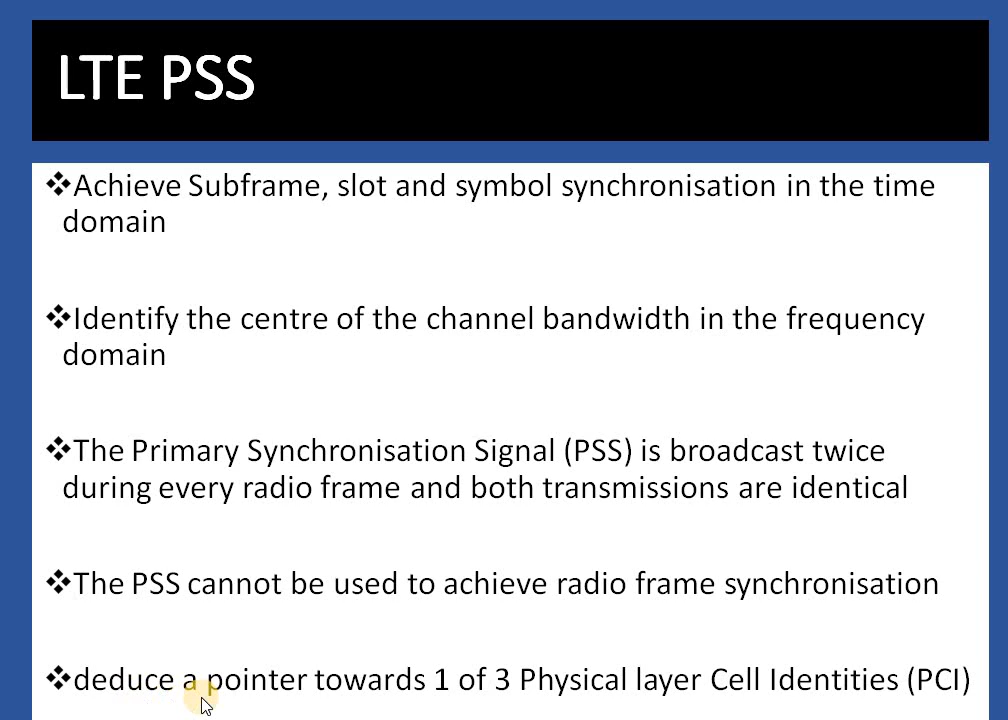 LTE PSS
❖Achieve Subframe, slot and symbol synchronisation in the time
domain
❖Identify the centre of the channel bandwidth in the frequency
domain
❖The Primary Synchronisation Signal (PSS) is broadcast twice
during every radio frame and both transmissions are identical
❖The PSS cannot be used to achieve radio frame synchronisation
❖deduce a pointer towards 1 of 3 Physical layer Cell Identities (PCI)